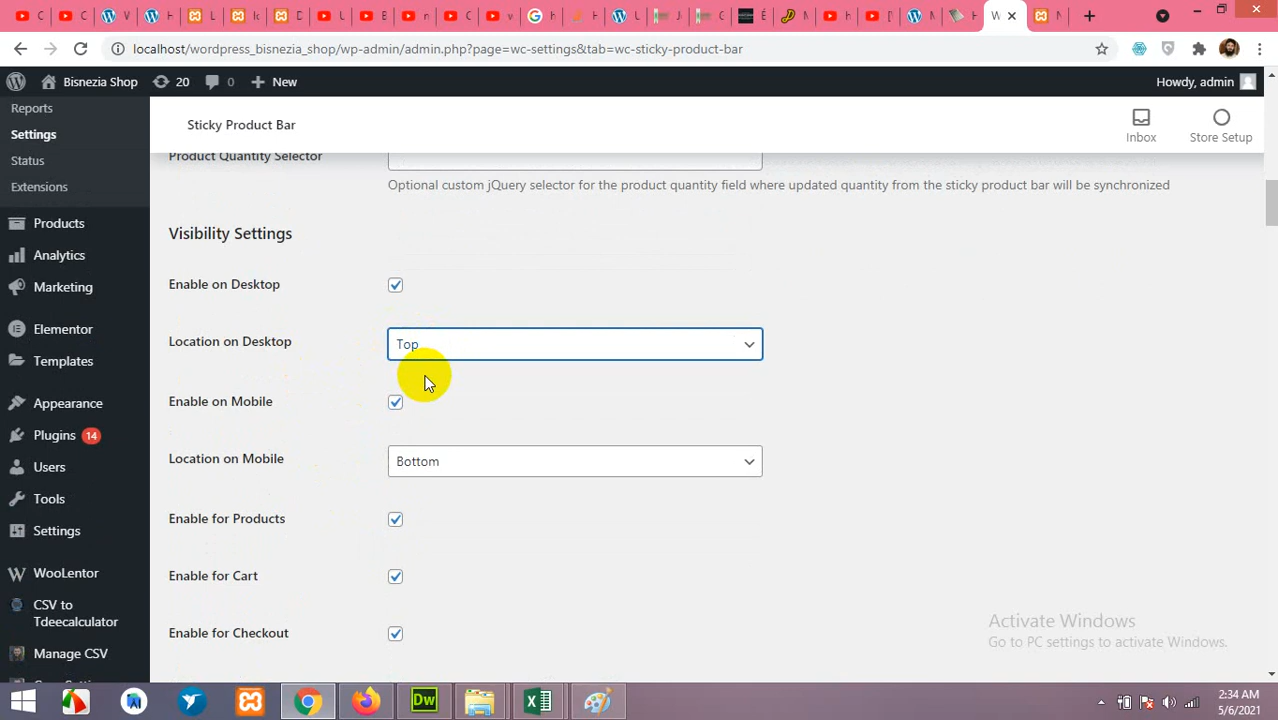 localhost/wordpress_bisnezia_shop/wp-admin/admin.php?page=wc-settings&tab=wc-sticky-product-bar
Bisnezia Shop 20 0 New Howdy, admin
Reports
Settings
Status
Extensions
Products
Analytics
Marketing
Elementor
Templates
Appearance
Plugins 14
Users
Tools
Settings
WooLentor
CSV to
Tdeecalculator
Manage CSV
Sticky Product Bar
Inbox
Store Setup
Product Quantity Selector
Optional custom jQuery selector for the product quantity field where updated quantity from the sticky product bar will be synchronized
Visibility Settings
Enable on Desktop
Location on Desktop Top
Enable on Mobile
Location on Mobile Bottom
Enable for Products
Enable for Cart
Enable for Checkout
Activate Windows
Go to PC settings to activate Windows.
Dw
2:34 AM
5/6/2021